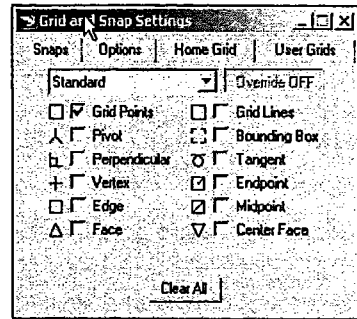 Grid and Snap Settings
Snaps Options Home Grid User Grids
Standard Override OFF
Grid Points Grid Lines
Pivot Bounding Box
Perpendicular Tangent
Vertex Endpoint
Edge Midpoint
Face Center Face
Clear All